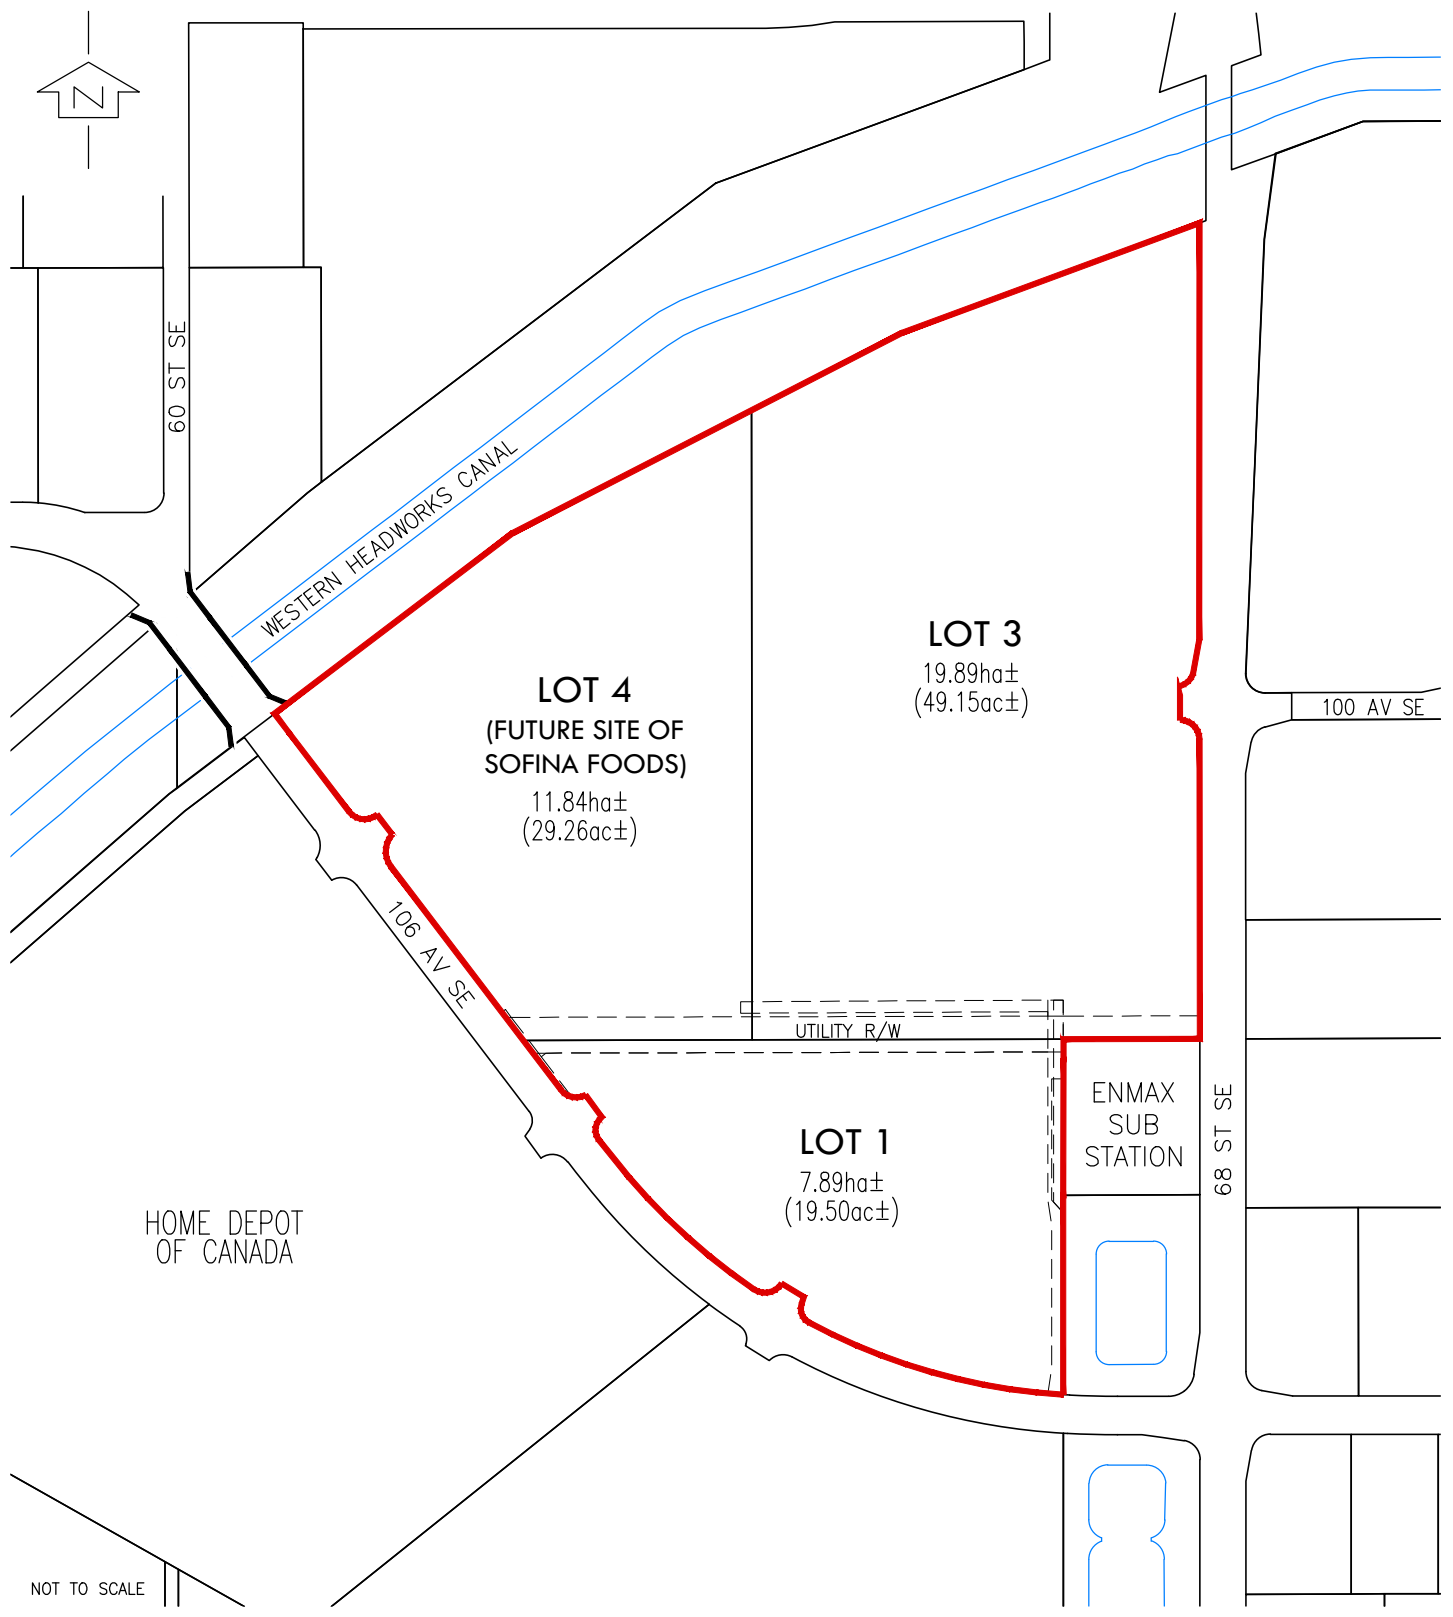 N
60 ST SE
WESTERN HEADWORKS CANAL
LOT 3
19.89ha±
(49.15ac±)
LOT 4
(FUTURE SITE OF
SOFINA FOODS)
11.84ha±
(29.26ac±)
100 AV SE
106 AV SE
UTILITY R/W
ENMAX
SUB
STATION
68 ST SE
LOT 1
7.89ha±
(19.50ac±)
HOME DEPOT
OF CANADA
NOT TO SCALE